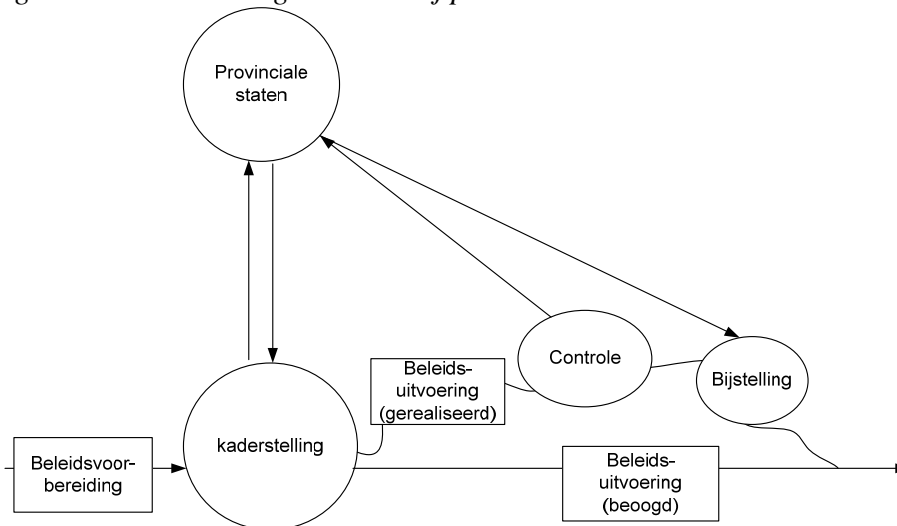 Provinciale
staten
Controle
Bijstelling
Beleids-
uitvoering
(gerealiseerd)
kaderstelling
Beleidsvoor-
bereiding
Beleids-
uitvoering
(beoogd)